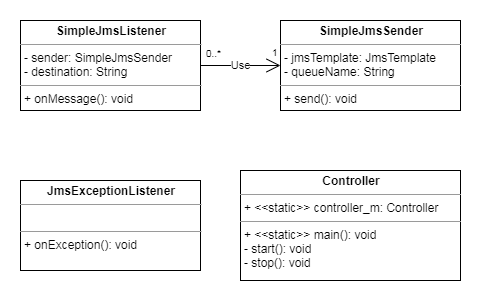 SimpleJmsListener
- sender: SimpleJmsSender
- destination: String
+ onMessage(): void
0..*
Use
1
SimpleJmsSender
- jmsTemplate: JmsTemplate
- queueName: String
+ send(): void
JmsExceptionListener
+ onException(): void
Controller
+ <<static>> controller_m: Controller
+ <<static>> main(): void
- start(): void
- stop(): void